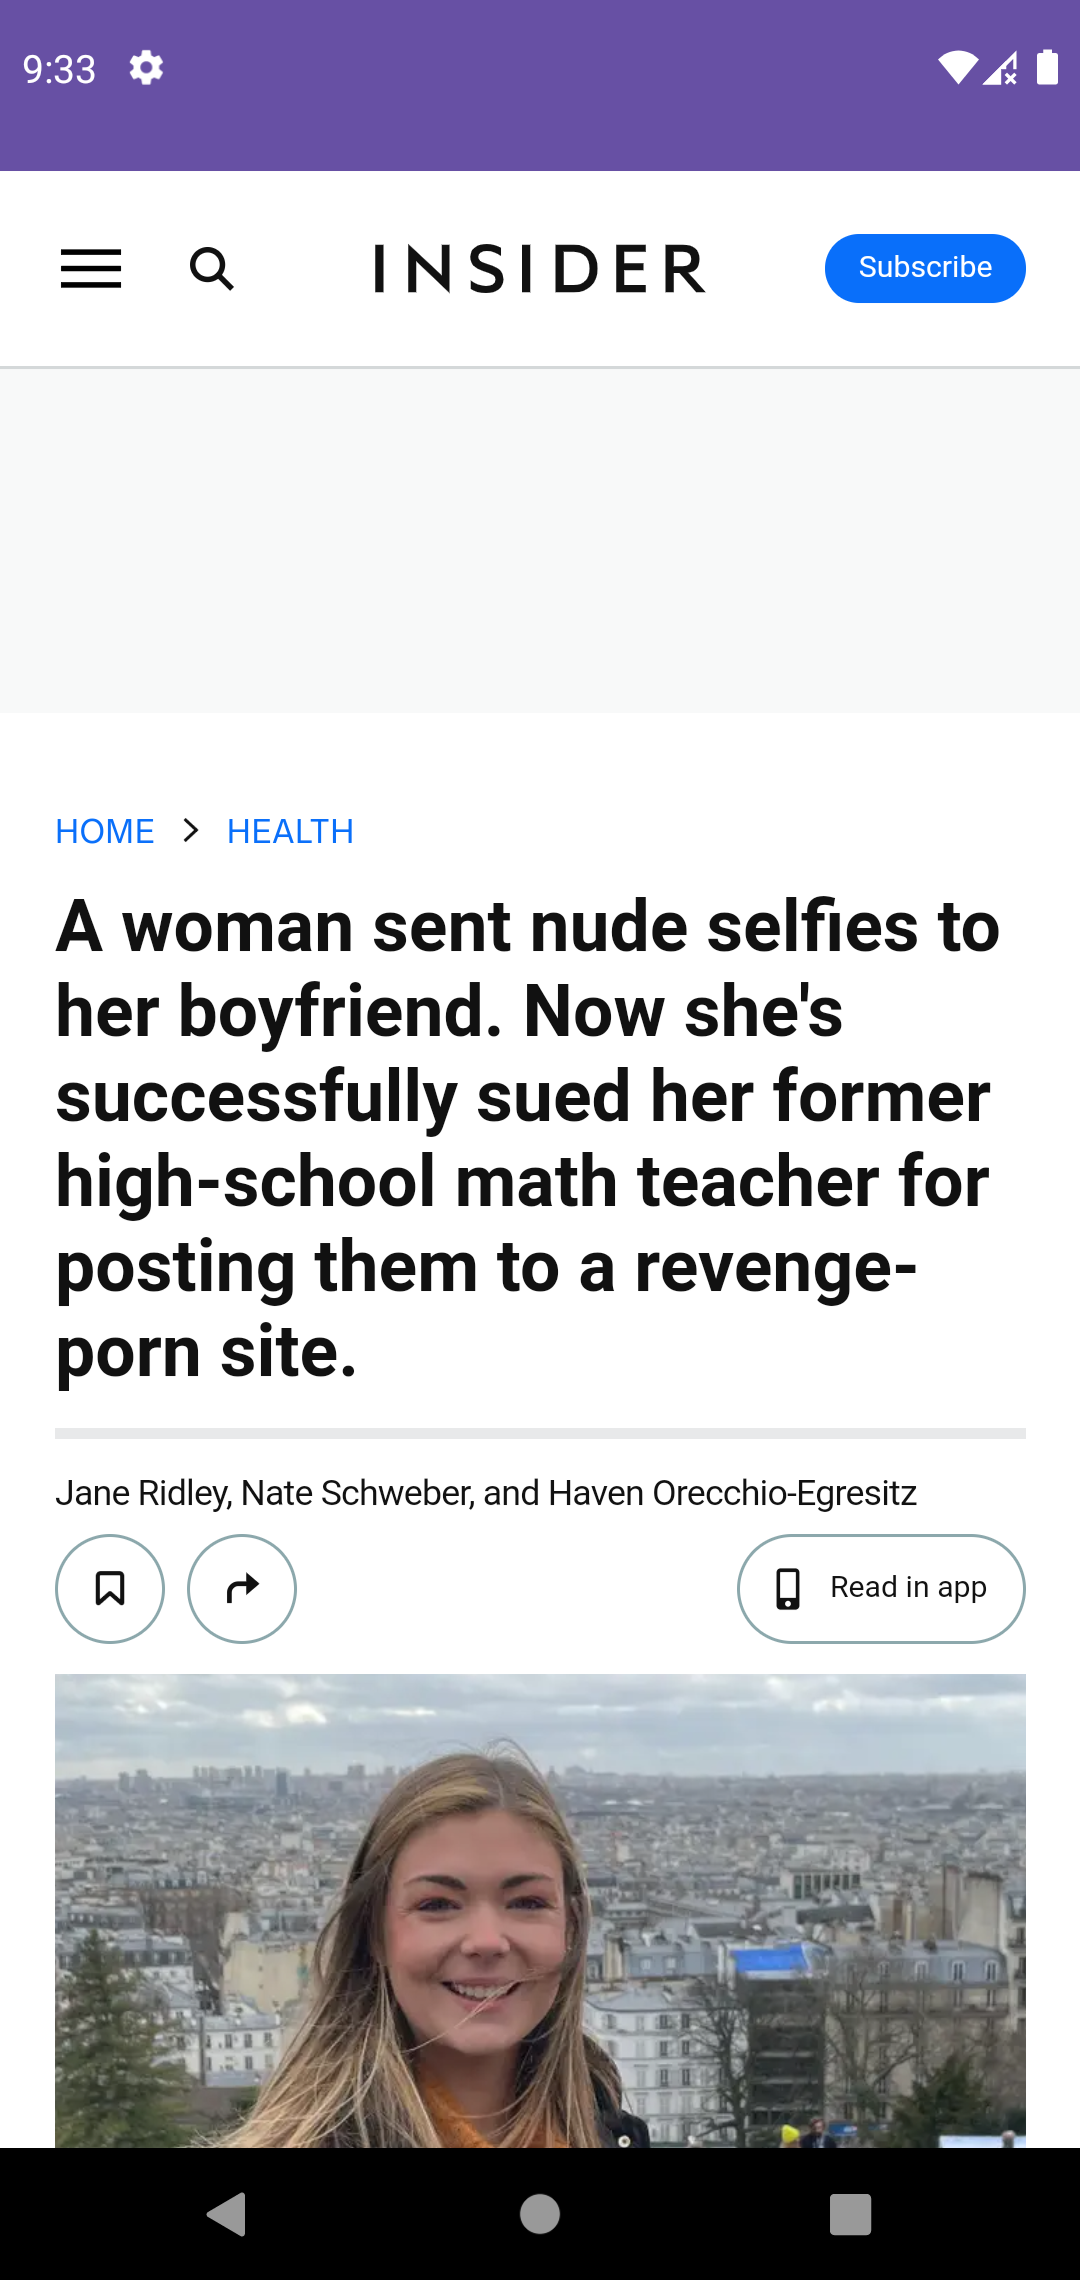 9:33
INSIDER
Subscribe
HOME > HEALTH
A woman sent nude selfies to
her boyfriend. Now she's
successfully sued her former
high-school math teacher for
posting them to a revenge-
porn site.
Jane Ridley, Nate Schweber, and Haven Orecchio-Egresitz
Read in app